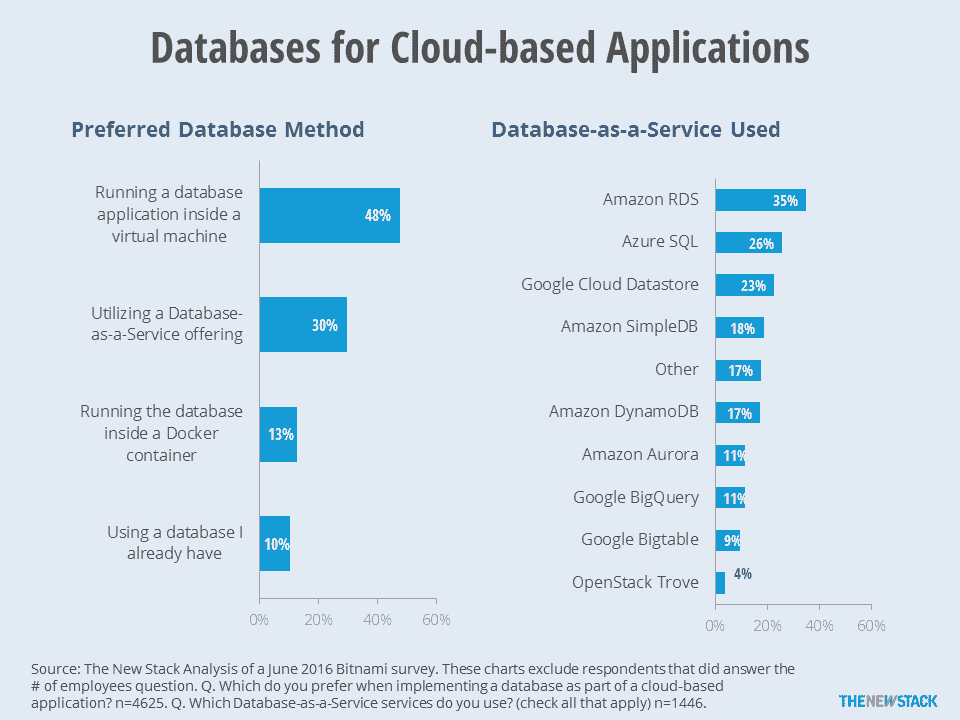 Databases for Cloud-based Applications
Preferred Database Method
Running a database
application inside a
virtual machine
48%
Utilizing a Database-
as-a-Service offering
30%
Running the database
inside a Docker
container
13%
Using a database I
already have
10%
0% 20% 40% 60%
Database-as-a-Service Used
Amazon RDS 35%
Azure SQL 26%
Google Cloud Datastore 23%
Amazon SimpleDB 18%
Other 17%
Amazon DynamoDB 17%
Amazon Aurora 11%
Google BigQuery 11%
Google Bigtable 9%
OpenStack Trove 4%
0% 20% 40% 60%
Source: The New Stack Analysis of a June 2016 Bitnami survey. These charts exclude respondents that did answer the
# of employees question. Q. Which do you prefer when implementing a database as part of a cloud-based
application? n=4625. Q. Which Database-as-a-Service services do you use? (check all that apply) n=1446.
THENEWSTACK